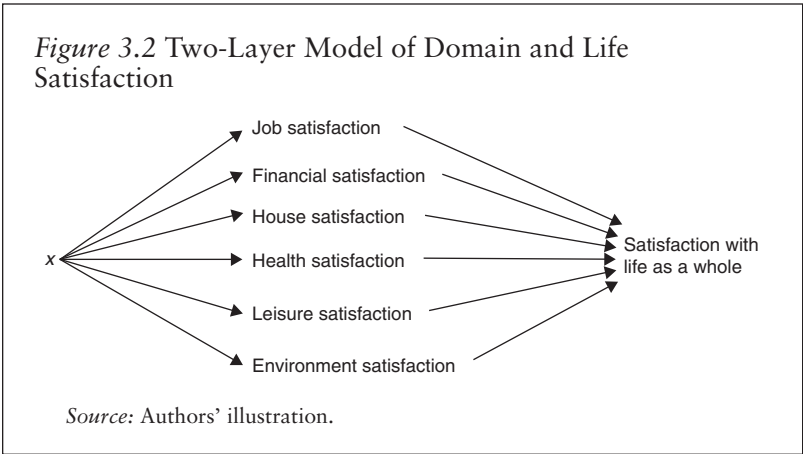 Figure 3.2 Two-Layer Model of Domain and Life
Satisfaction
Job satisfaction
Financial satisfaction
House satisfaction
x
Health satisfaction
Leisure satisfaction
Environment satisfaction
Satisfaction with
life as a whole
Source: Authors’ illustration.